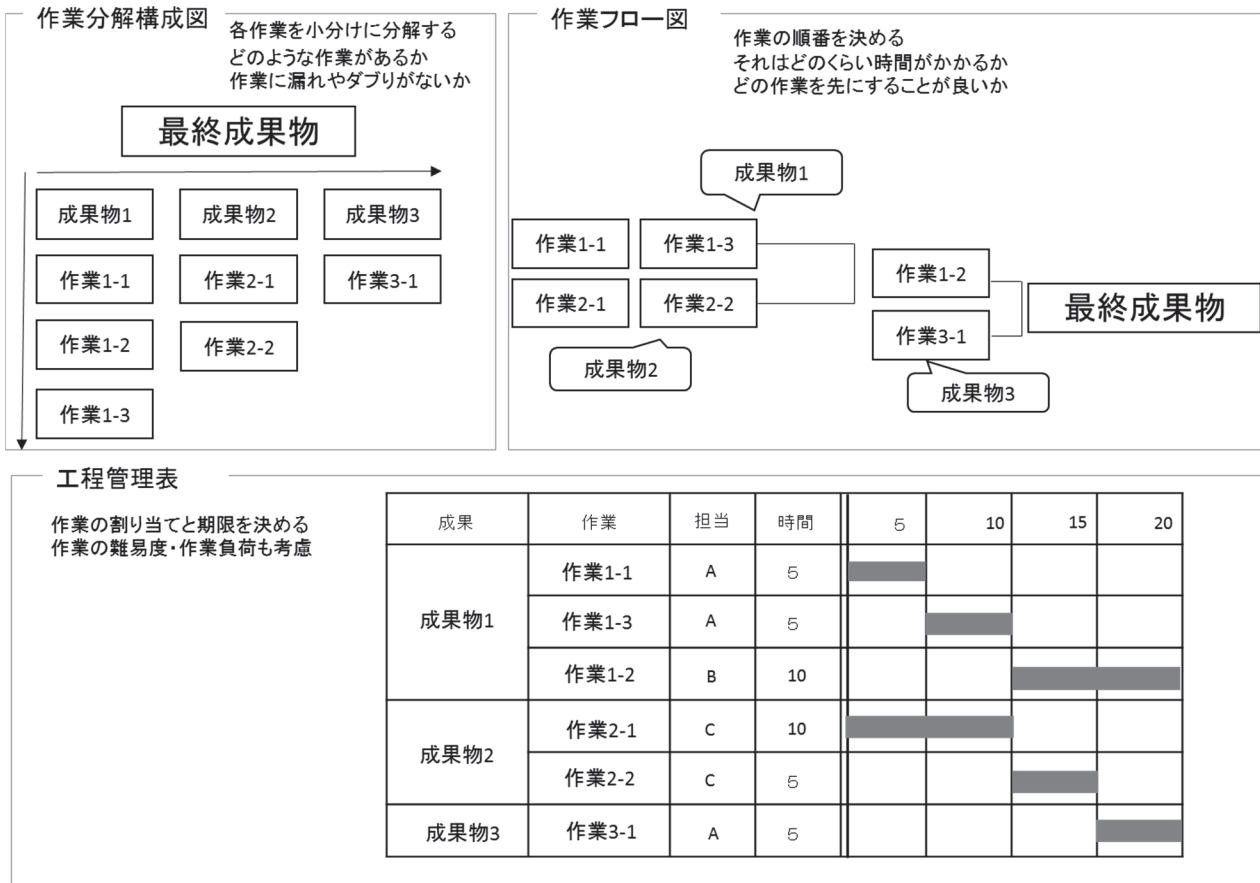 作業分解構成図
各作業を小分けに分解する
どのような作業があるか
作業に漏れやダブりがないか
最終成果物
成果物1 成果物2 成果物3
作業1-1 作業2-1 作業3-1
作業1-2 作業2-2
作業1-3
作業フロー図
作業の順番を決める
それはどのくらい時間がかかるか
どの作業を先にすることが良いか
成果物1
作業1-1 作業1-3
作業2-1 作業2-2
成果物2
作業1-2
作業3-1
成果物3
最終成果物
工程管理表
作業の割り当てと期限を決める
作業の難易度・作業負荷も考慮
成果 作業 担当 時間 5 10 15 20
成果物1 作業1-1 A 5
作業1-3 A 5
作業1-2 B 10
成果物2 作業2-1 C 10
作業2-2 C 5
成果物3 作業3-1 A 5